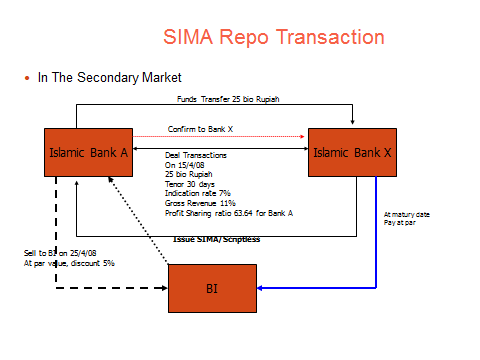 SIMA Repo Transaction
• In The Secondary Market
Funds Transfer 25 bio Rupiah
Confirm to Bank X
Islamic Bank A
Islamic Bank X
Deal Transactions
On 15/4/08
25 bio Rupiah
Tenor 30 days
Indication rate 7%
Gross Revenue 11%
Profit Sharing ratio 63.64 for Bank A
At matury date
Pay at par
Issue SIMA/Scriptless
Sell to BI on 25/4/08
At par value, discount 5%
BI